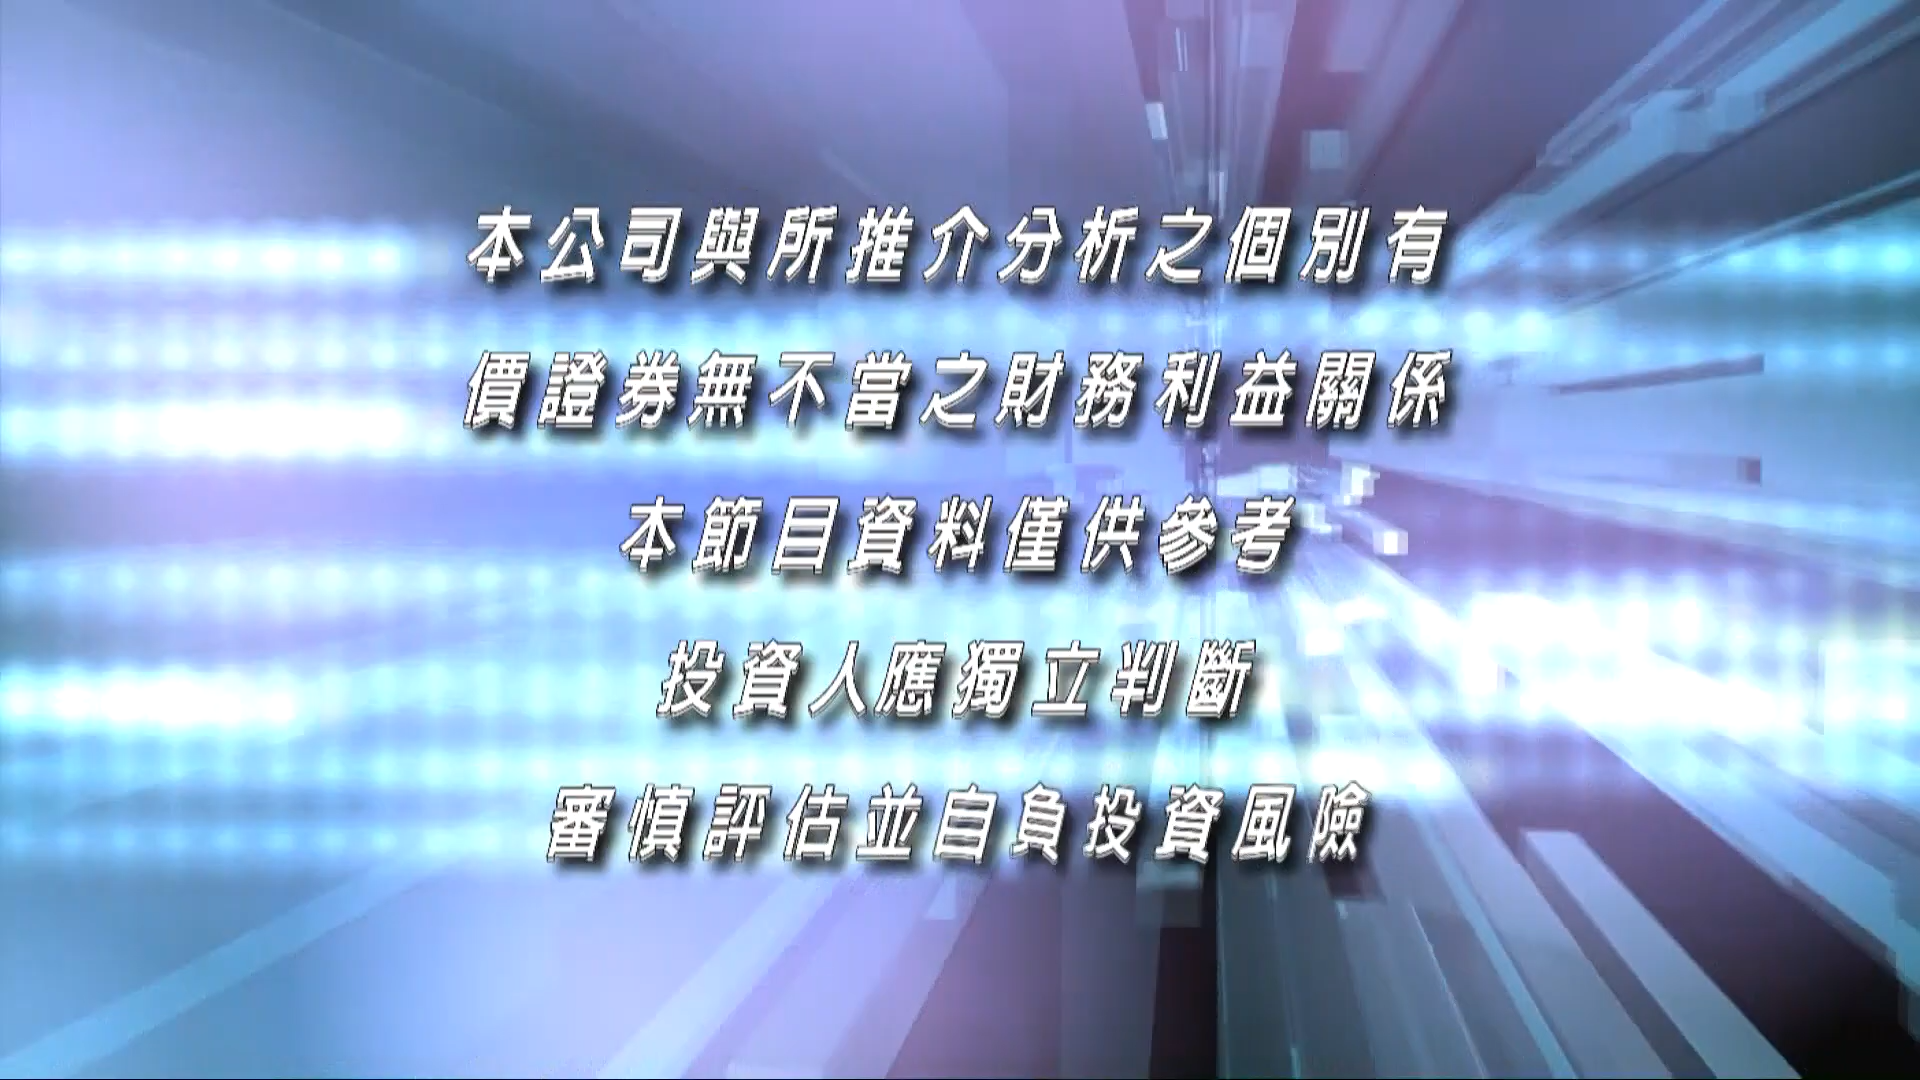 本公司與所推介分析之個別有
價證券無不當之財務利益關係
本節目資料僅供參考
投資人應獨立判斷
審慎評估並自負投資風險